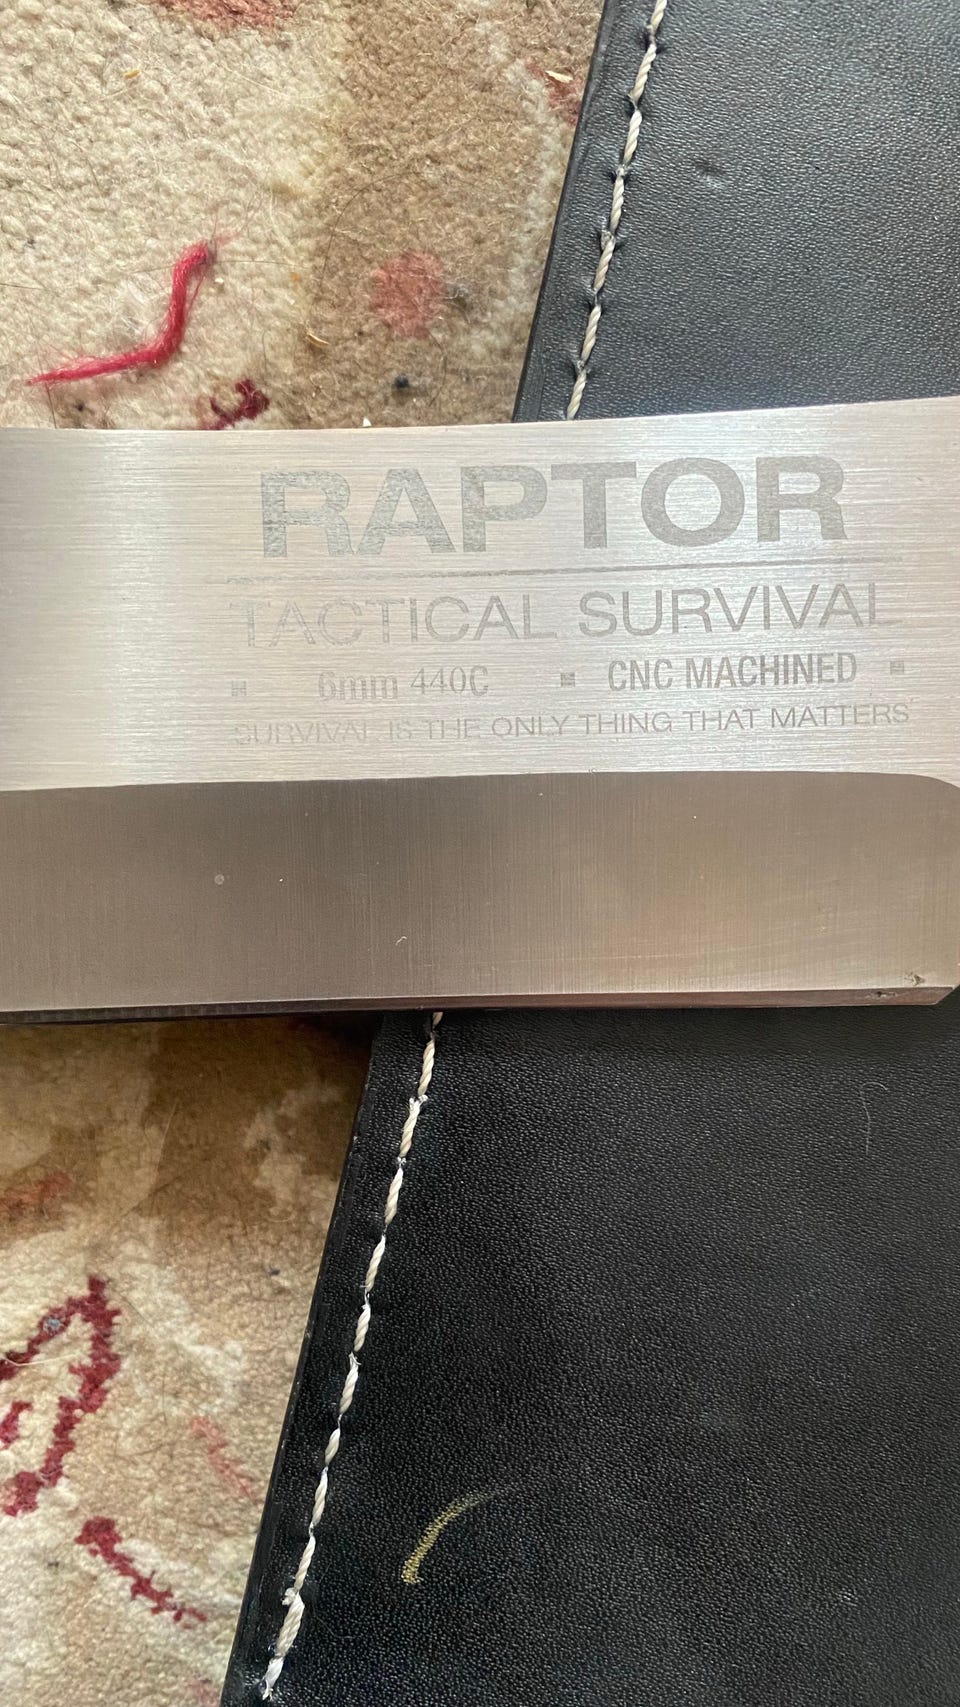 RAPTOR
TACTICAL SURVIVAL
▪ 6mm 440C ▪ CNC MACHINED ▪
SURVIVAL IS THE ONLY THING THAT MATTERS